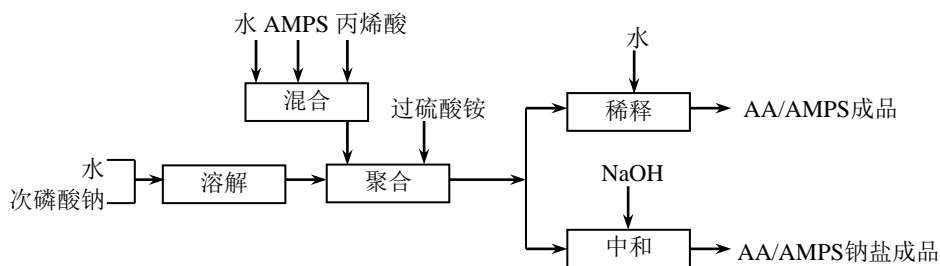 水 AMPS 丙烯酸
水
混合
过硫酸铵
稀释
AA/AMPS成品
水
次磷酸钠
溶解
聚合
NaOH
中和
AA/AMPS钠盐成品